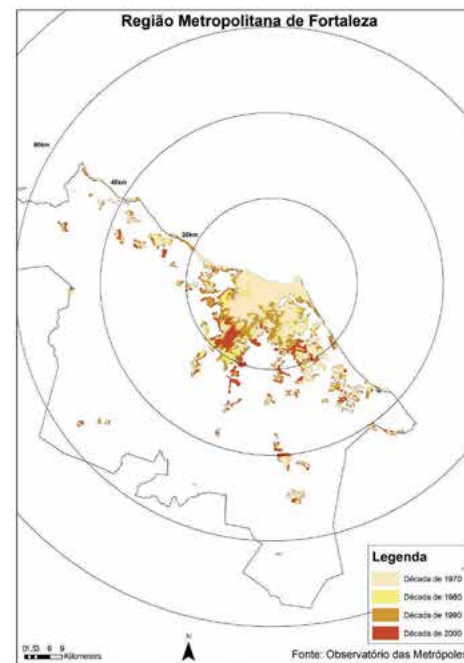 Região Metropolitana de Fortaleza
60km
40km
20km
Legenda
Década de 1970
Década de 1980
Década de 1990
Década de 2000
N
Kilometers
Fonte: Observatório das Metrópoles